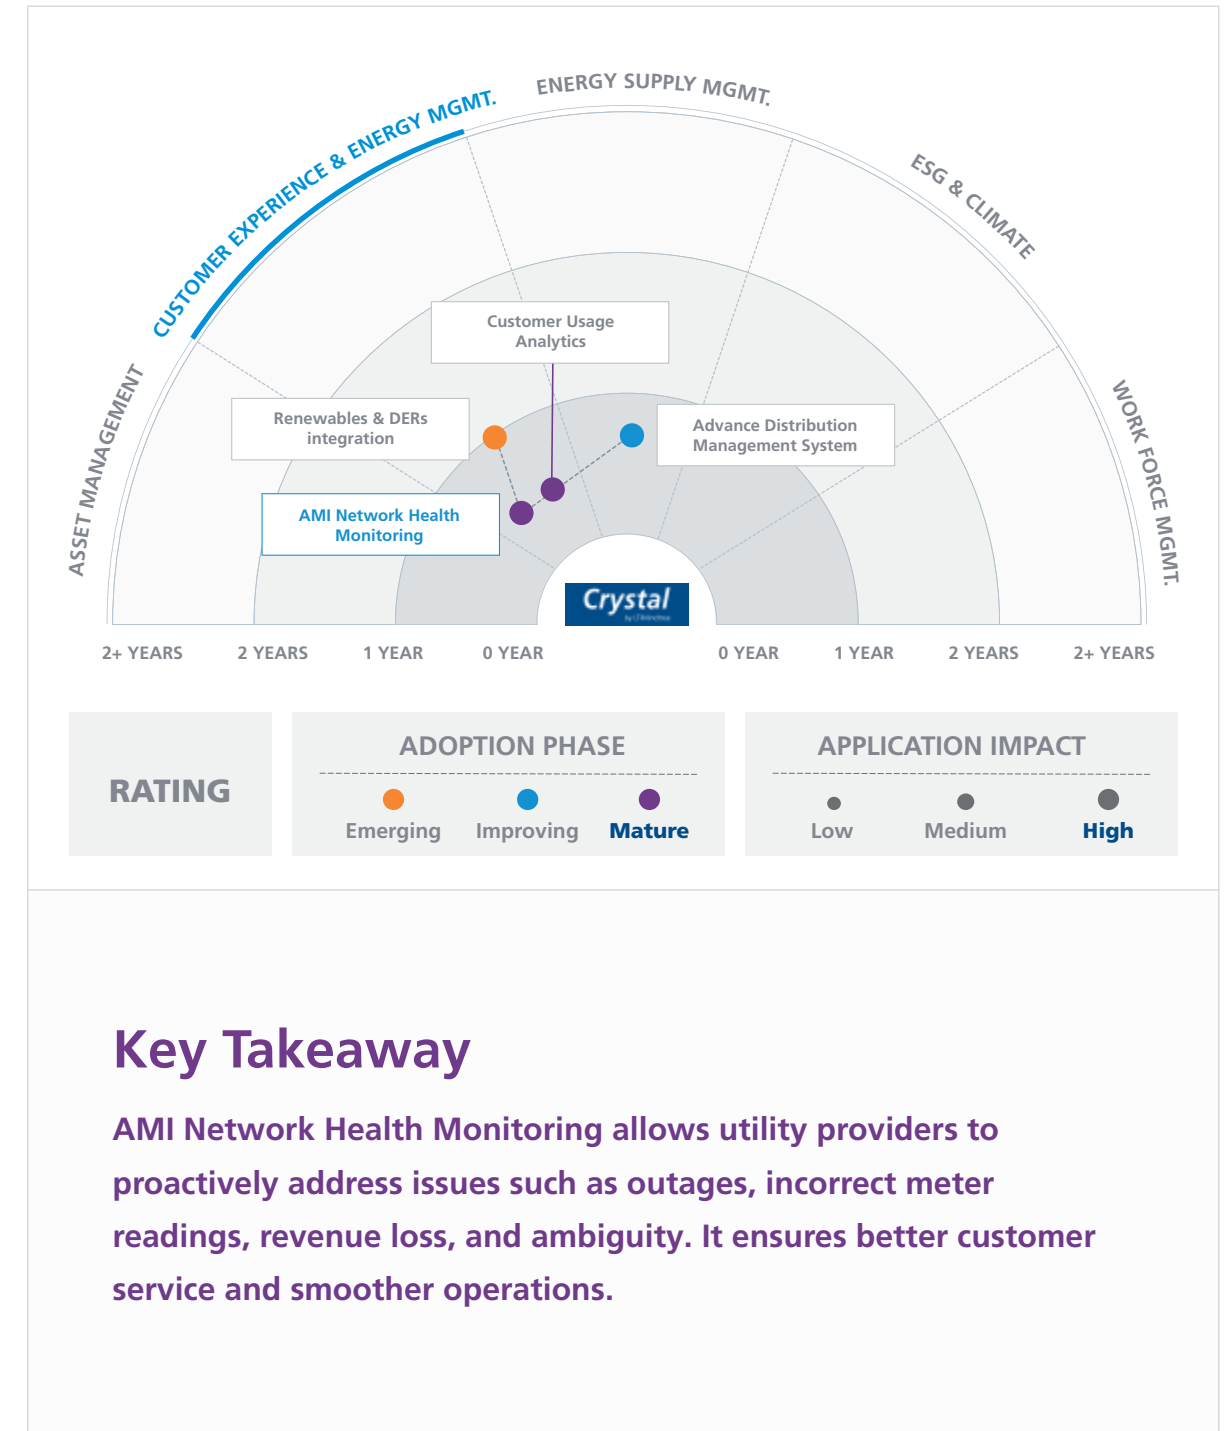 ENERGY SUPPLY MGMT.
CUSTOMER EXPERIENCE & ENERGY MGMT.
ESG & CLIMATE
ASSET MANAGEMENT
WORK FORCE MGMT.
Customer Usage
Analytics
Renewables & DERs
integration
Advance Distribution
Management System
AMI Network Health
Monitoring
Crystal
2+ YEARS 2 YEARS 1 YEAR 0 YEAR 0 YEAR 1 YEAR 2 YEARS 2+ YEARS
RATING
ADOPTION PHASE
Emerging Improving Mature
APPLICATION IMPACT
Low Medium High
Key Takeaway
AMI Network Health Monitoring allows utility providers to
proactively address issues such as outages, incorrect meter
readings, revenue loss, and ambiguity. It ensures better customer
service and smoother operations.